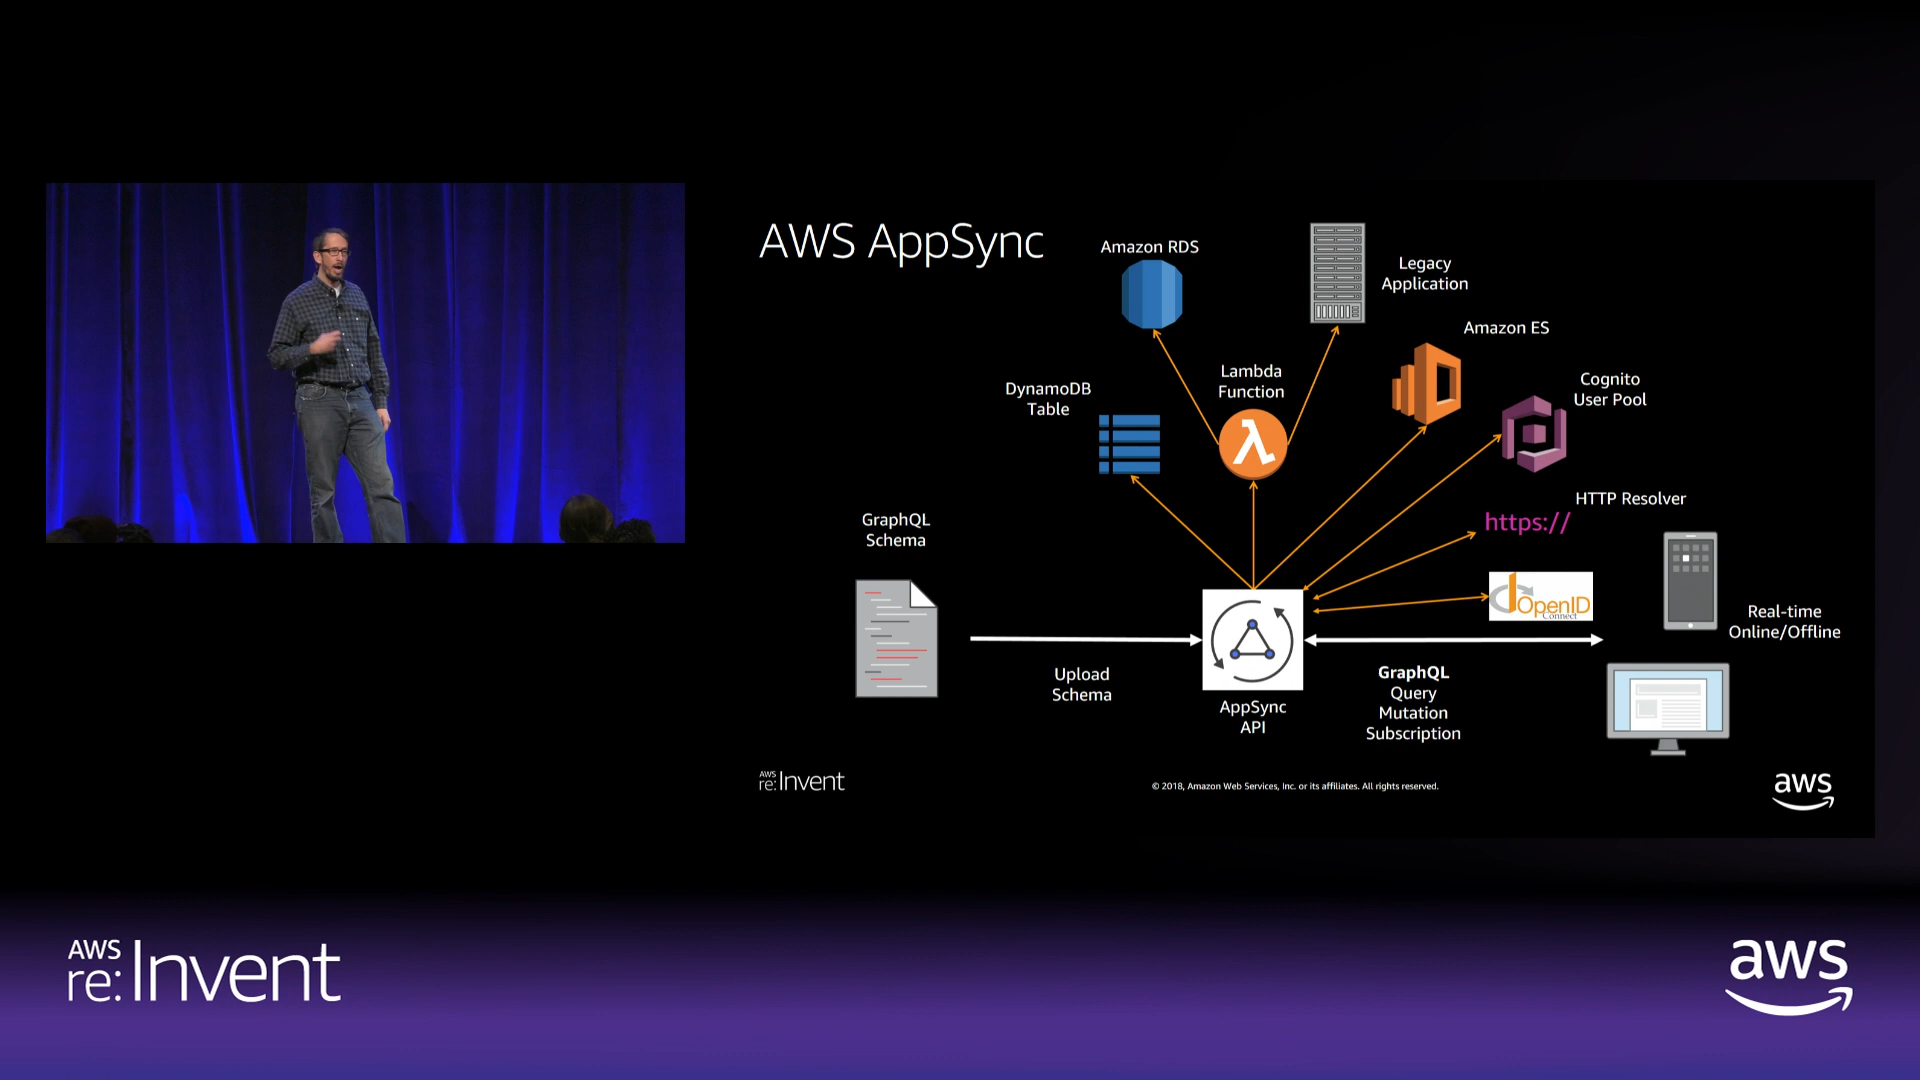 AWS AppSync
Amazon RDS
Legacy
Application
Amazon ES
Lambda
Function
DynamoDB
Table
Cognito
User Pool
HTTP Resolver
https://
GraphQL
Schema
OpenID
Connect
Real-time
Online/Offline
Upload
Schema
AppSync
API
GraphQL
Query
Mutation
Subscription
AWS
re:Invent
© 2018, Amazon Web Services, Inc. or its affiliates. All rights reserved.
aws
AWS
re:Invent
aws